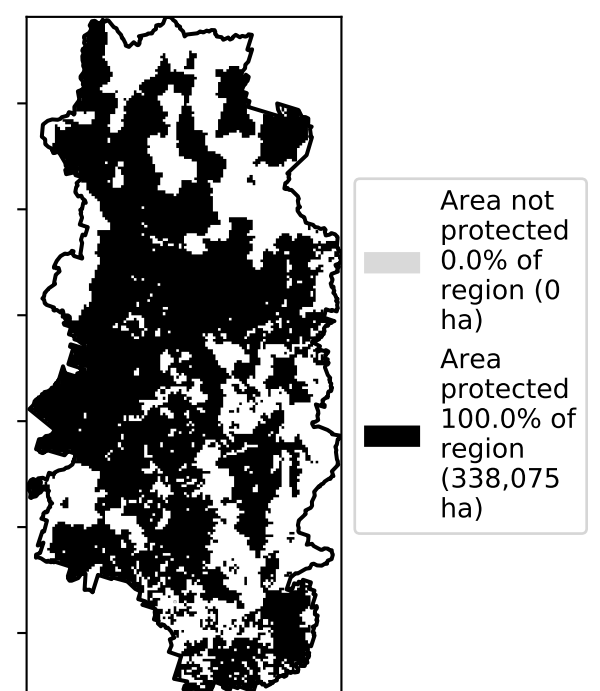 Area not
protected
0.0% of
region (0
ha)
Area
protected
100.0% of
region
(338,075
ha)